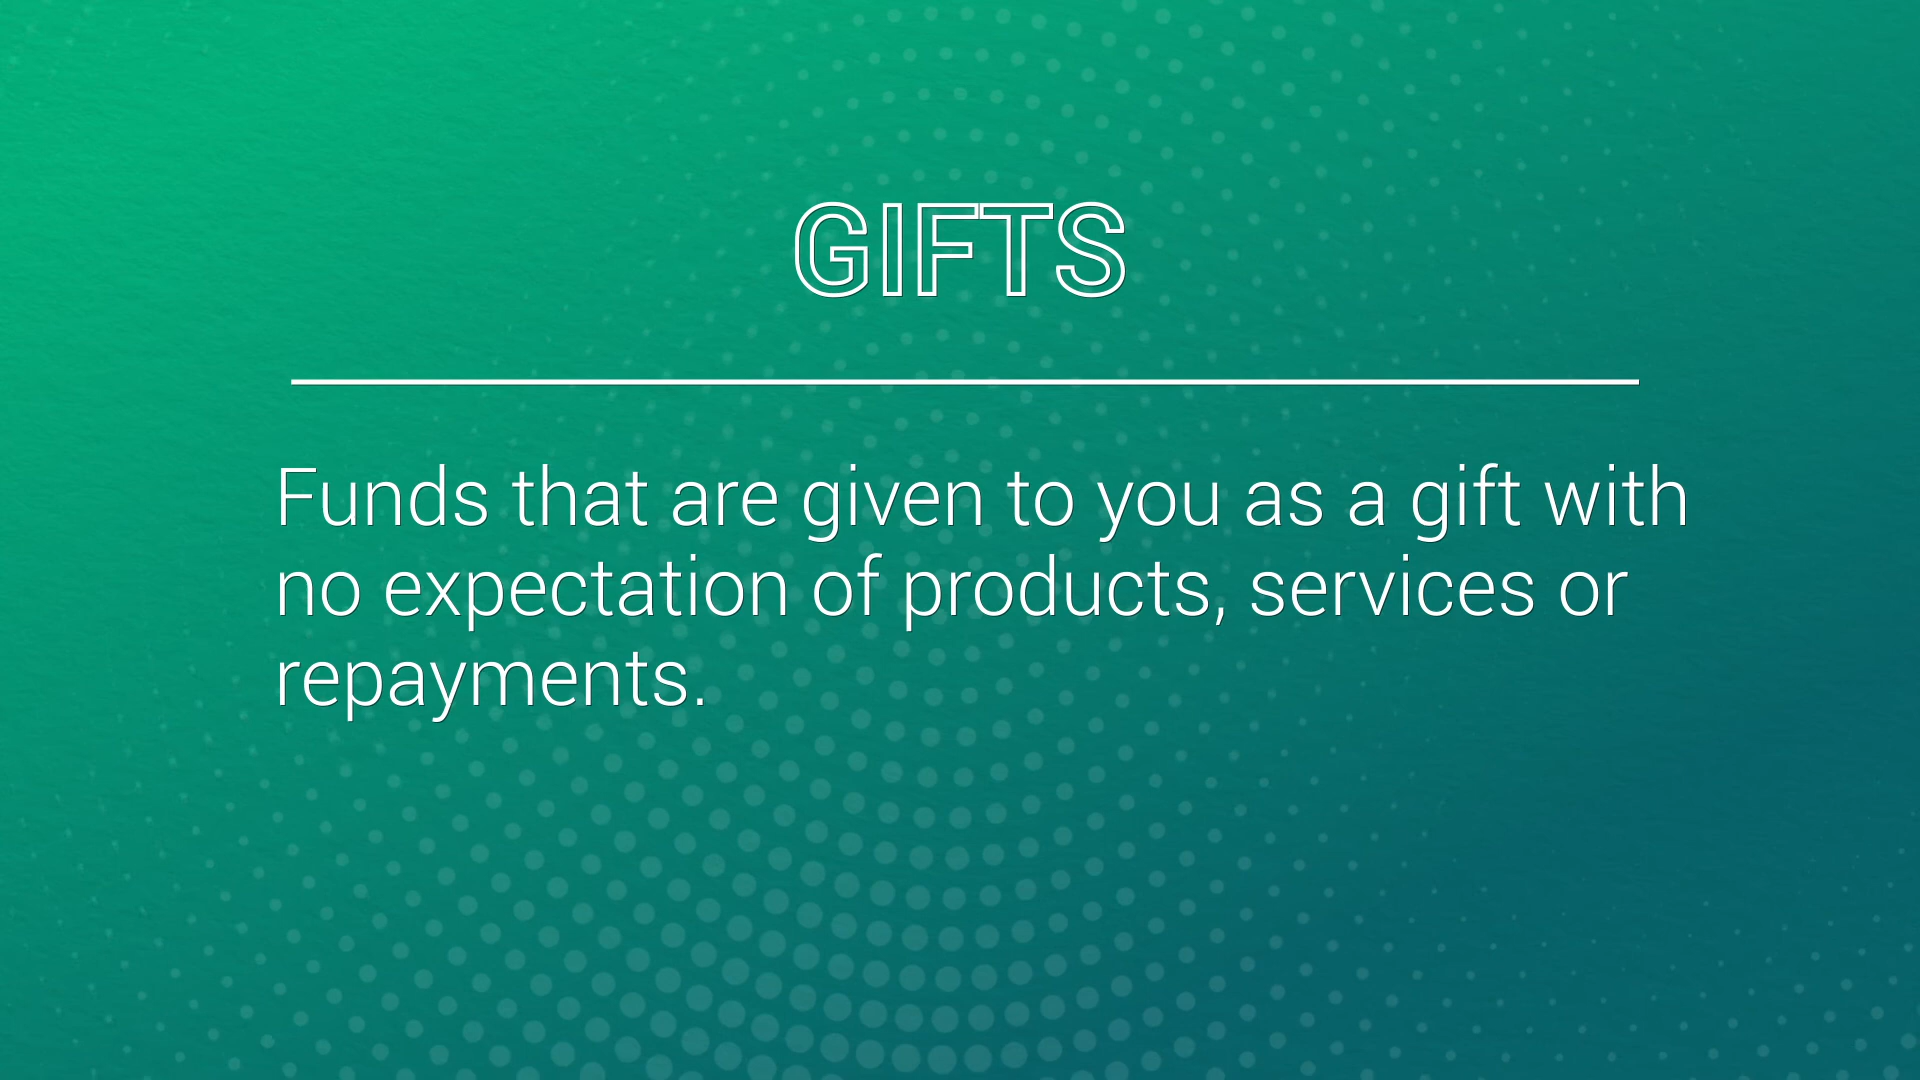 GIFTS
Funds that are given to you as a gift with
no expectation of products, services or
repayments.